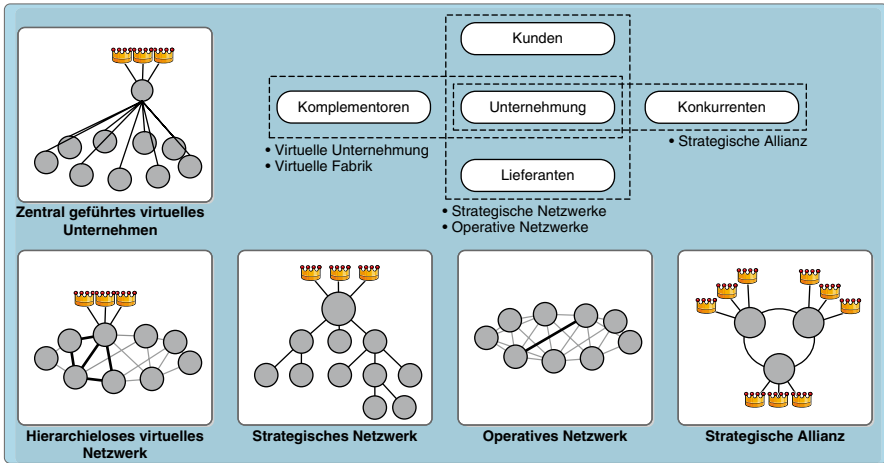 Kunden
Komplementoren
Unternehmung
Konkurrenten
• Virtuelle Unternehmung
• Virtuelle Fabrik
• Strategische Allianz
Lieferanten
• Strategische Netzwerke
• Operative Netzwerke
Zentral geführtes virtuelles
Unternehmen
Hierarchieloses virtuelles
Netzwerk
Strategisches Netzwerk
Operatives Netzwerk
Strategische Allianz